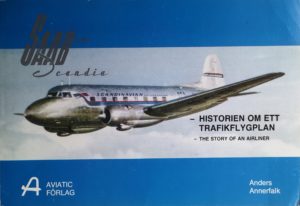 SAAB
Scandia
SCANDINAVIAN
– HISTORIEN OM ETT
TRAFIKFLYGPLAN
– THE STORY OF AN AIRLINER
A AVIATIC
FÖRLAG
Anders
Annerfalk